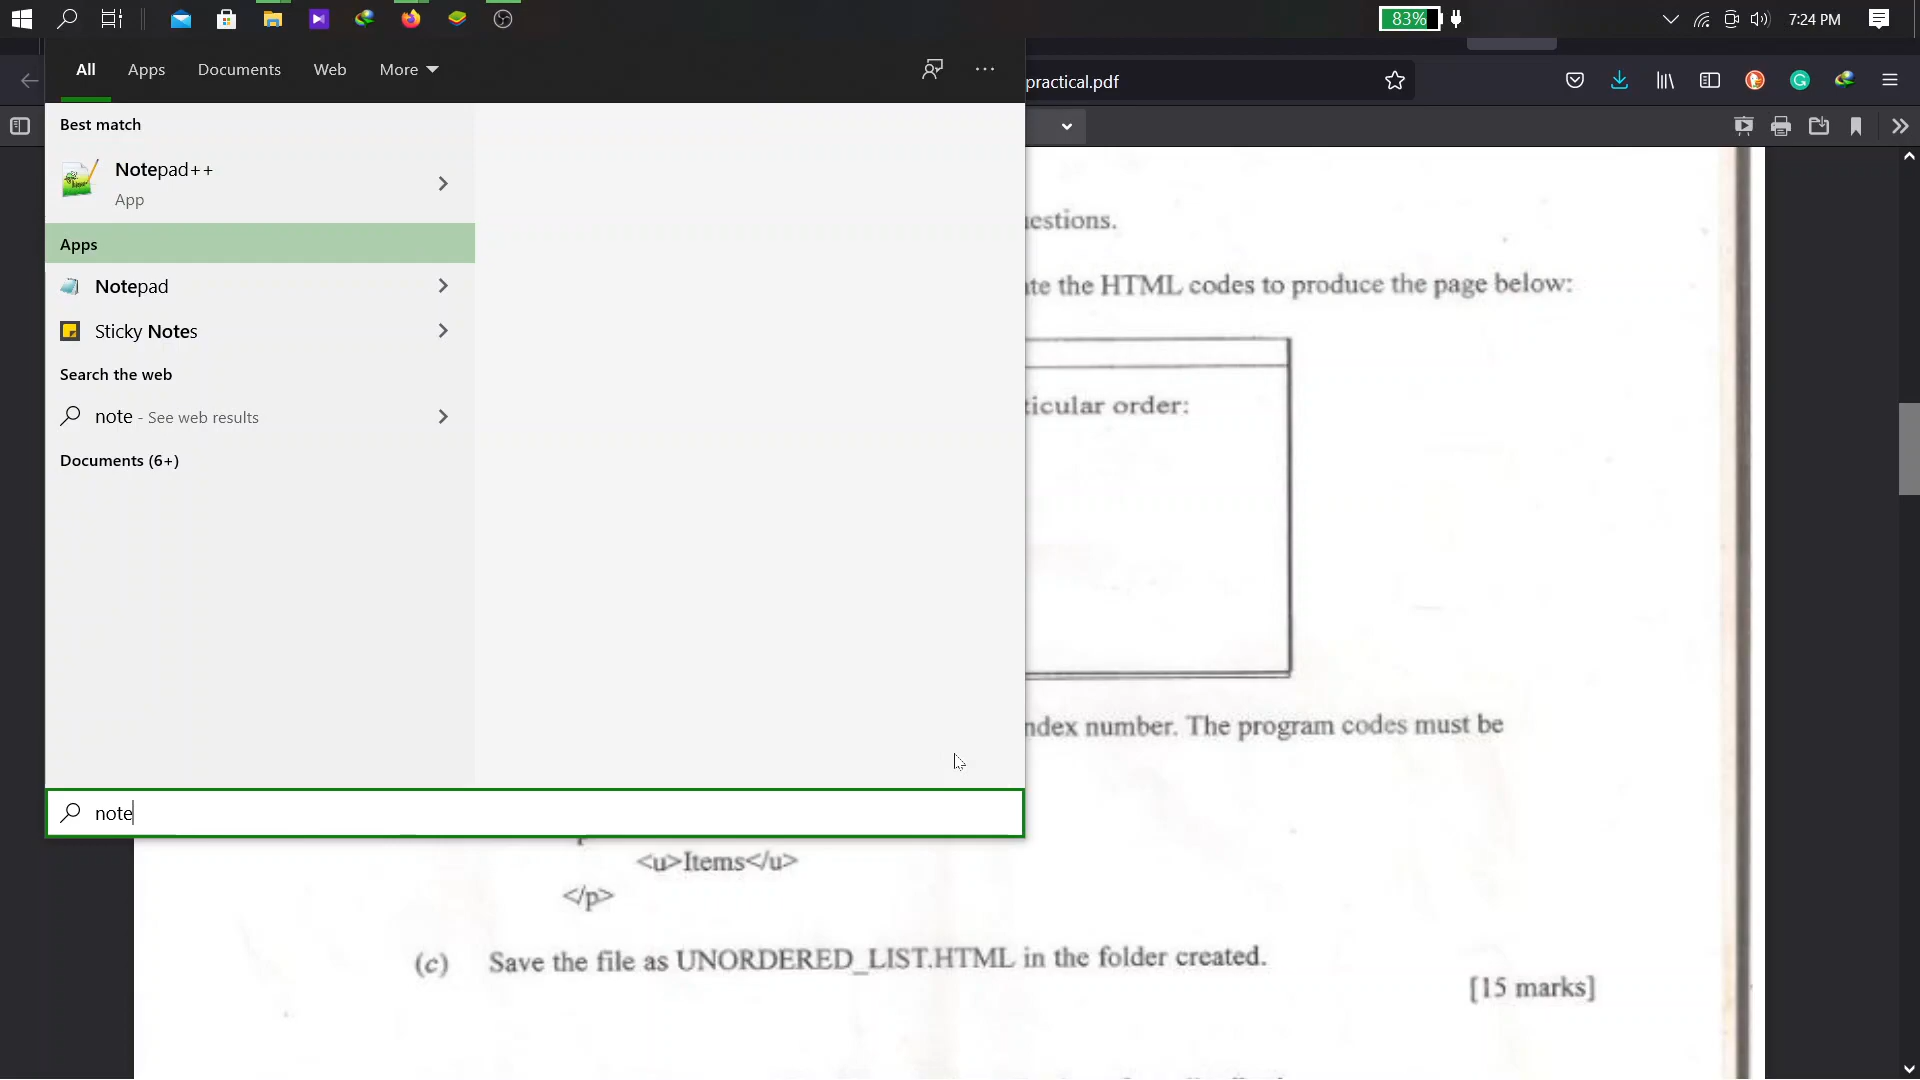 83%
7:24 PM
All
Apps
Documents
Web
More
practical.pdf
Best match
Notepad++
App
Apps
Notepad
Sticky Notes
Search the web
note - See web results
Documents (6+)
note
estions.
te the HTML codes to produce the page below:
ticular order:
ndex number. The program codes must be
<u>Items</u>
</p>
(c) Save the file as UNORDERED_LIST.HTML in the folder created.
[15 marks]